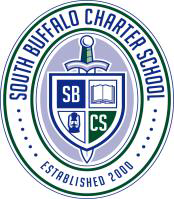 SOUTH BUFFALO CHARTER SCHOOL
SB
CS
ESTABLISHED 2000